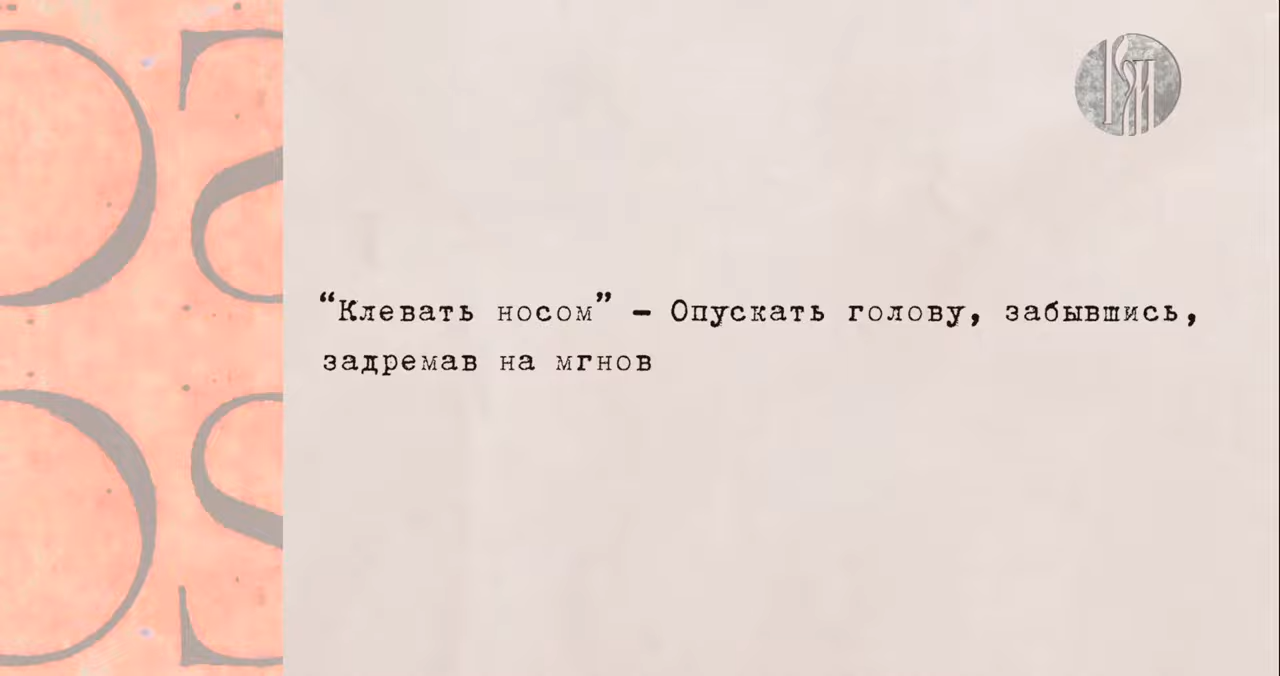 “Клевать носом” – Опускать голову, забывшись,
задремав на мгнов